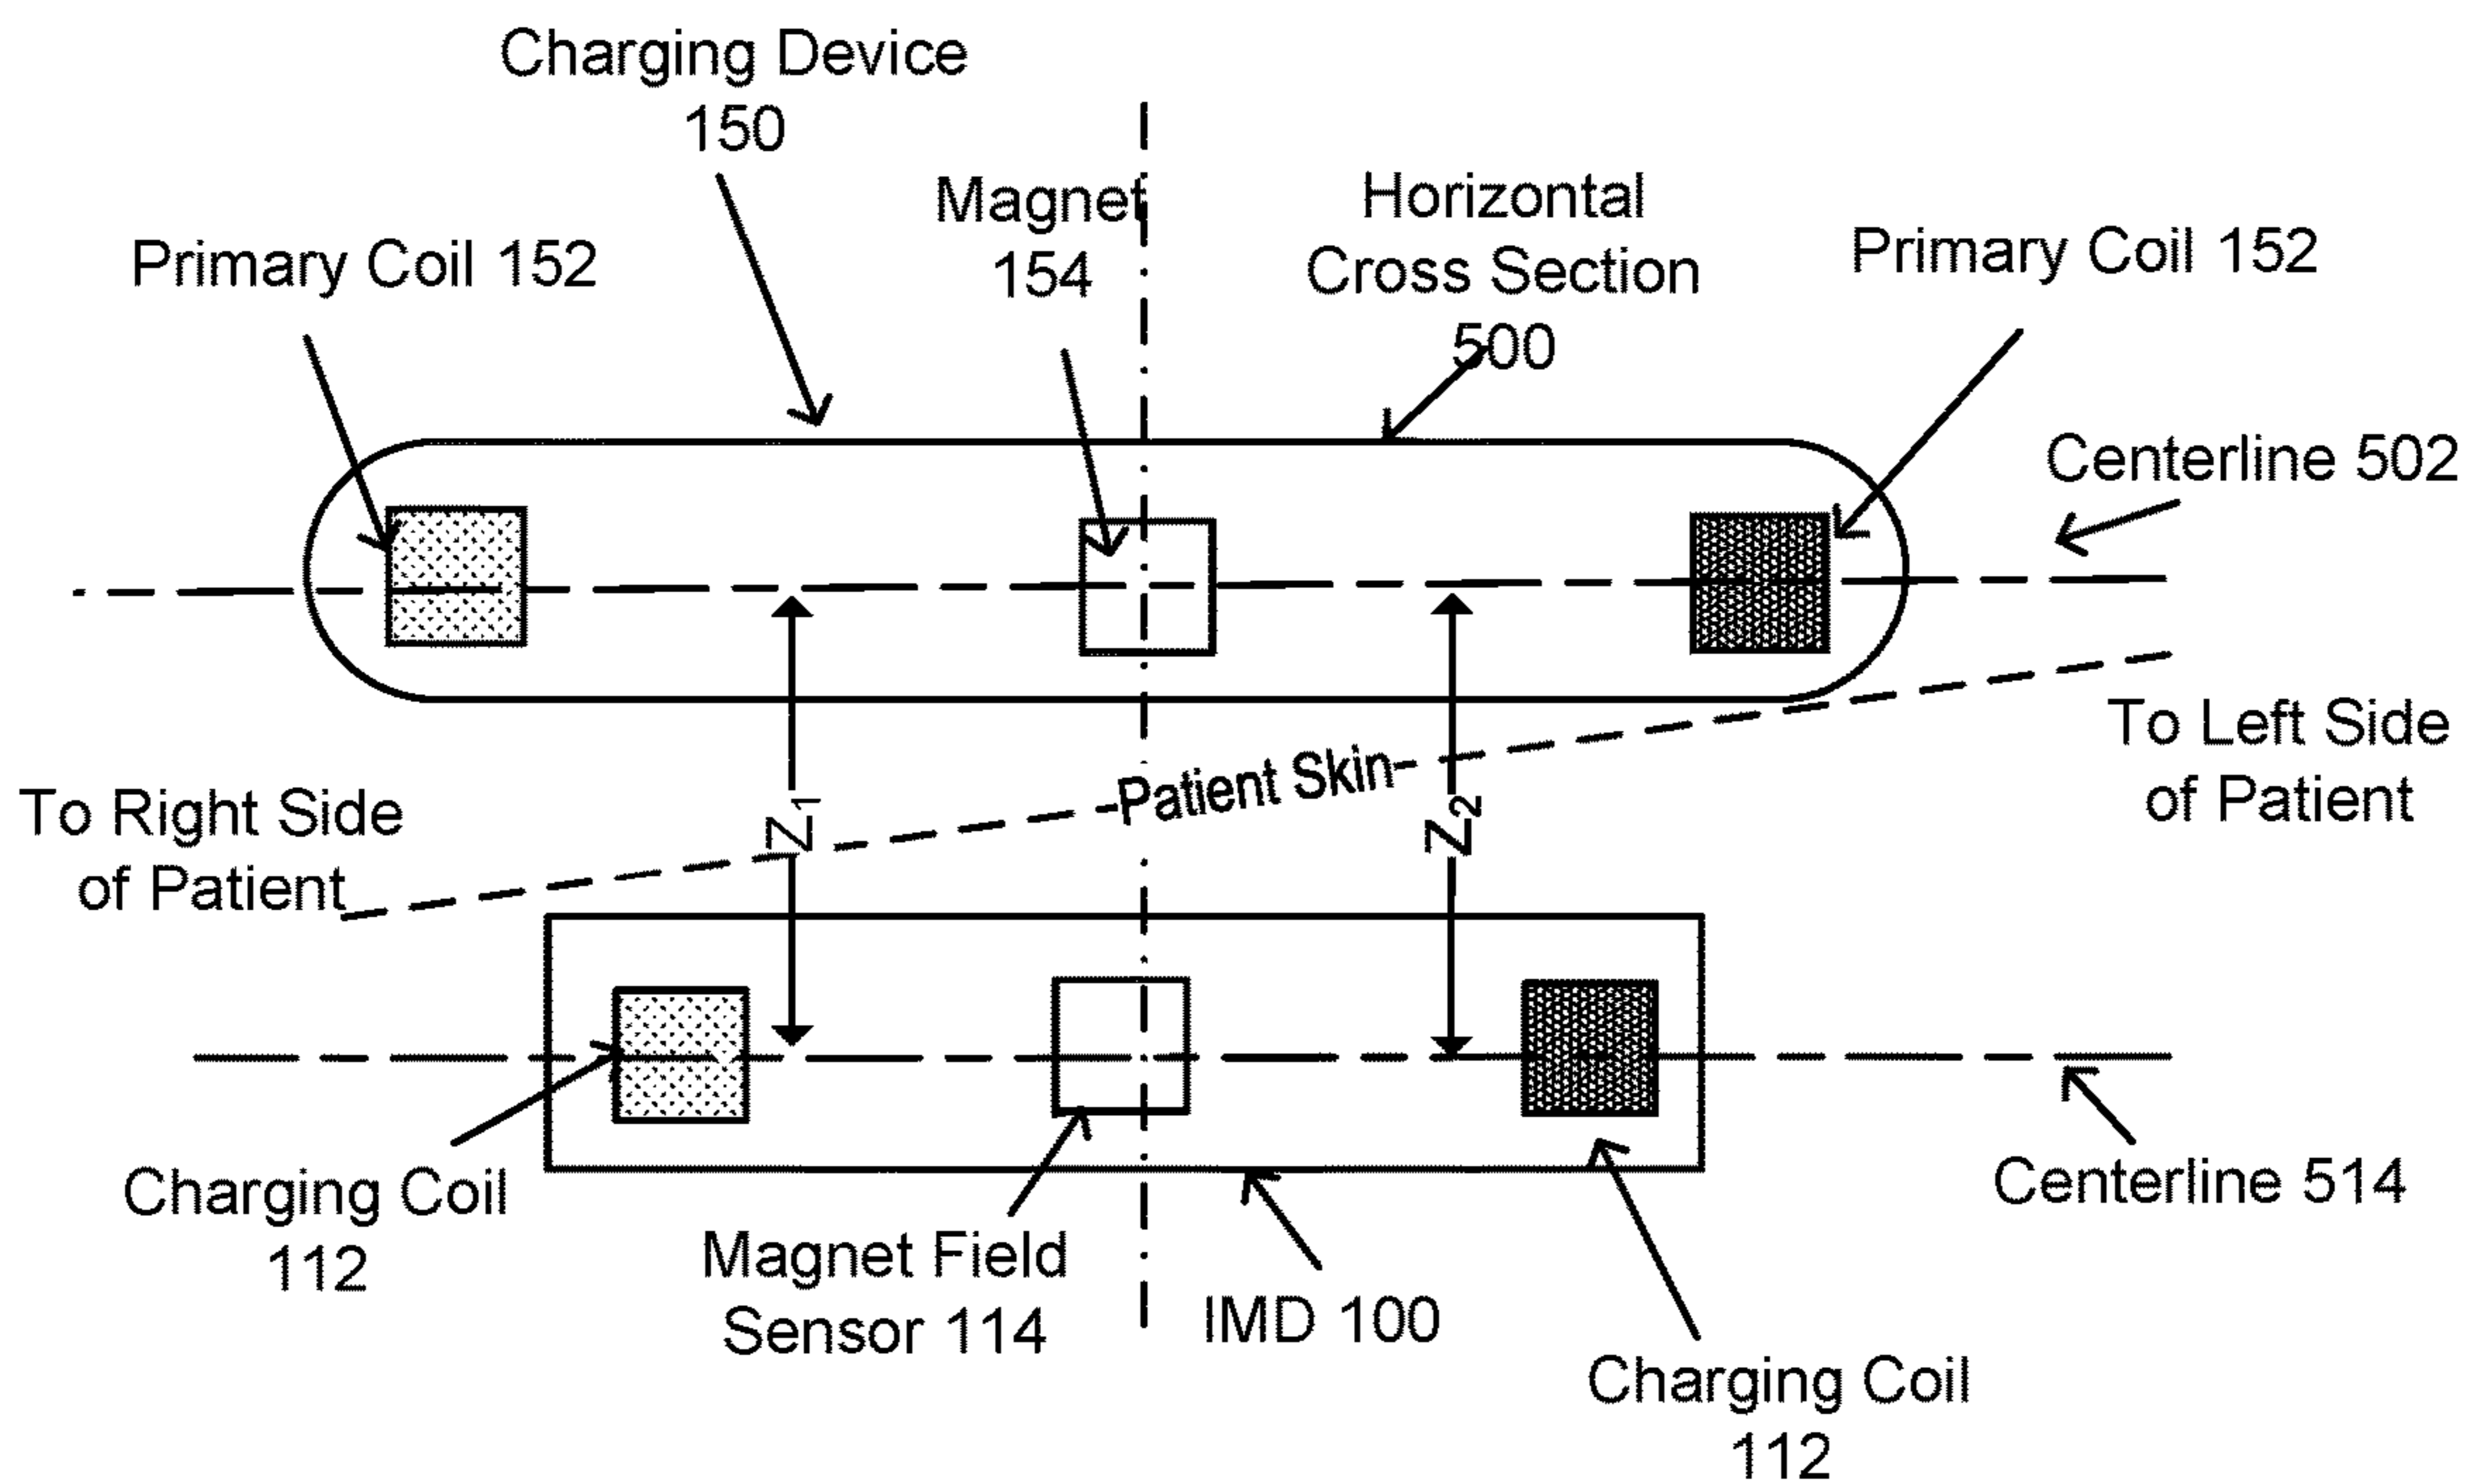 Charging Device
150
Magnet
154
Horizontal
Cross Section
500
Primary Coil 152
Primary Coil 152
Centerline 502
To Left Side
of Patient
Patient Skin
To Right Side
of Patient
Z1
Z2
Charging Coil
112
Magnet Field
Sensor 114
IMD 100
Centerline 514
Charging Coil
112